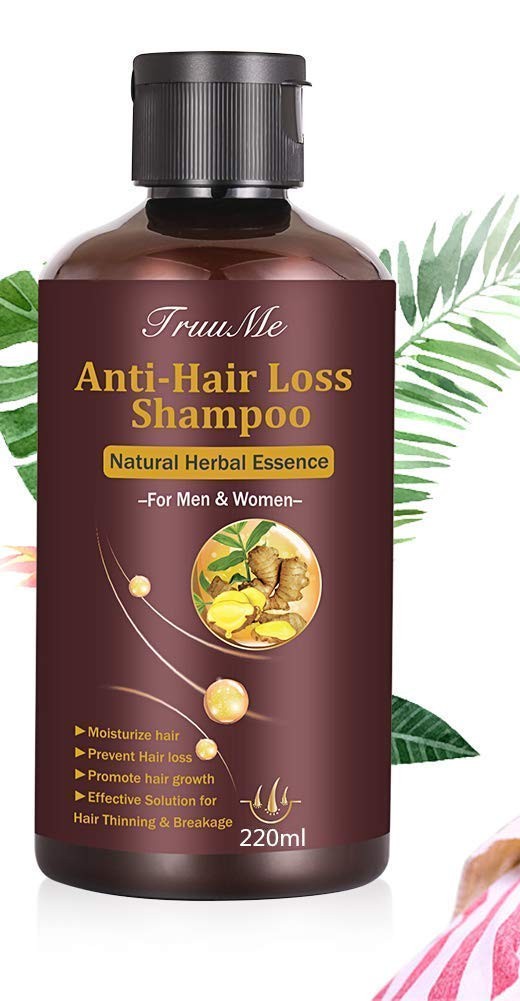 TruuMe
Anti-Hair Loss
Shampoo
Natural Herbal Essence
–For Men & Women–
▶Moisturize hair
▶Prevent Hair loss
▶Promote hair growth
▶Effective Solution for
Hair Thinning & Breakage
220ml